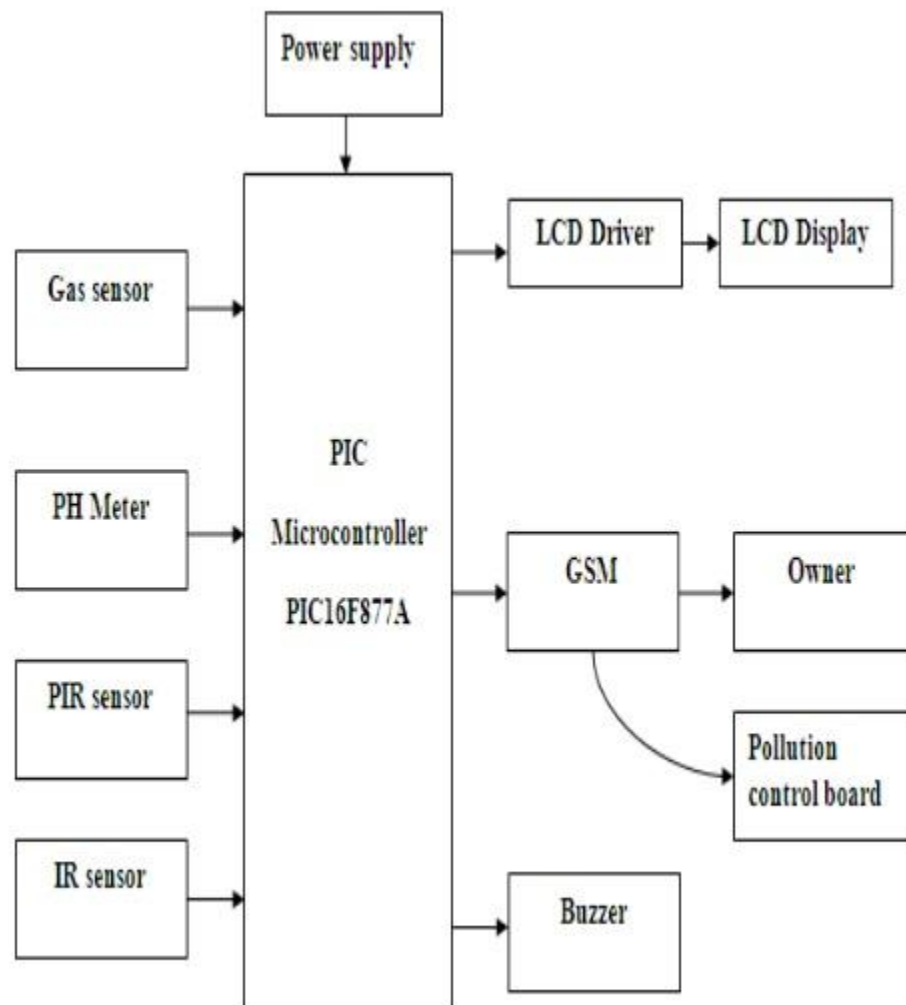 Power supply
LCD Driver
LCD Display
Gas sensor
PIC
Microcontroller
PIC16F877A
PH Meter
GSM
Owner
PIR sensor
Pollution
control board
IR sensor
Buzzer